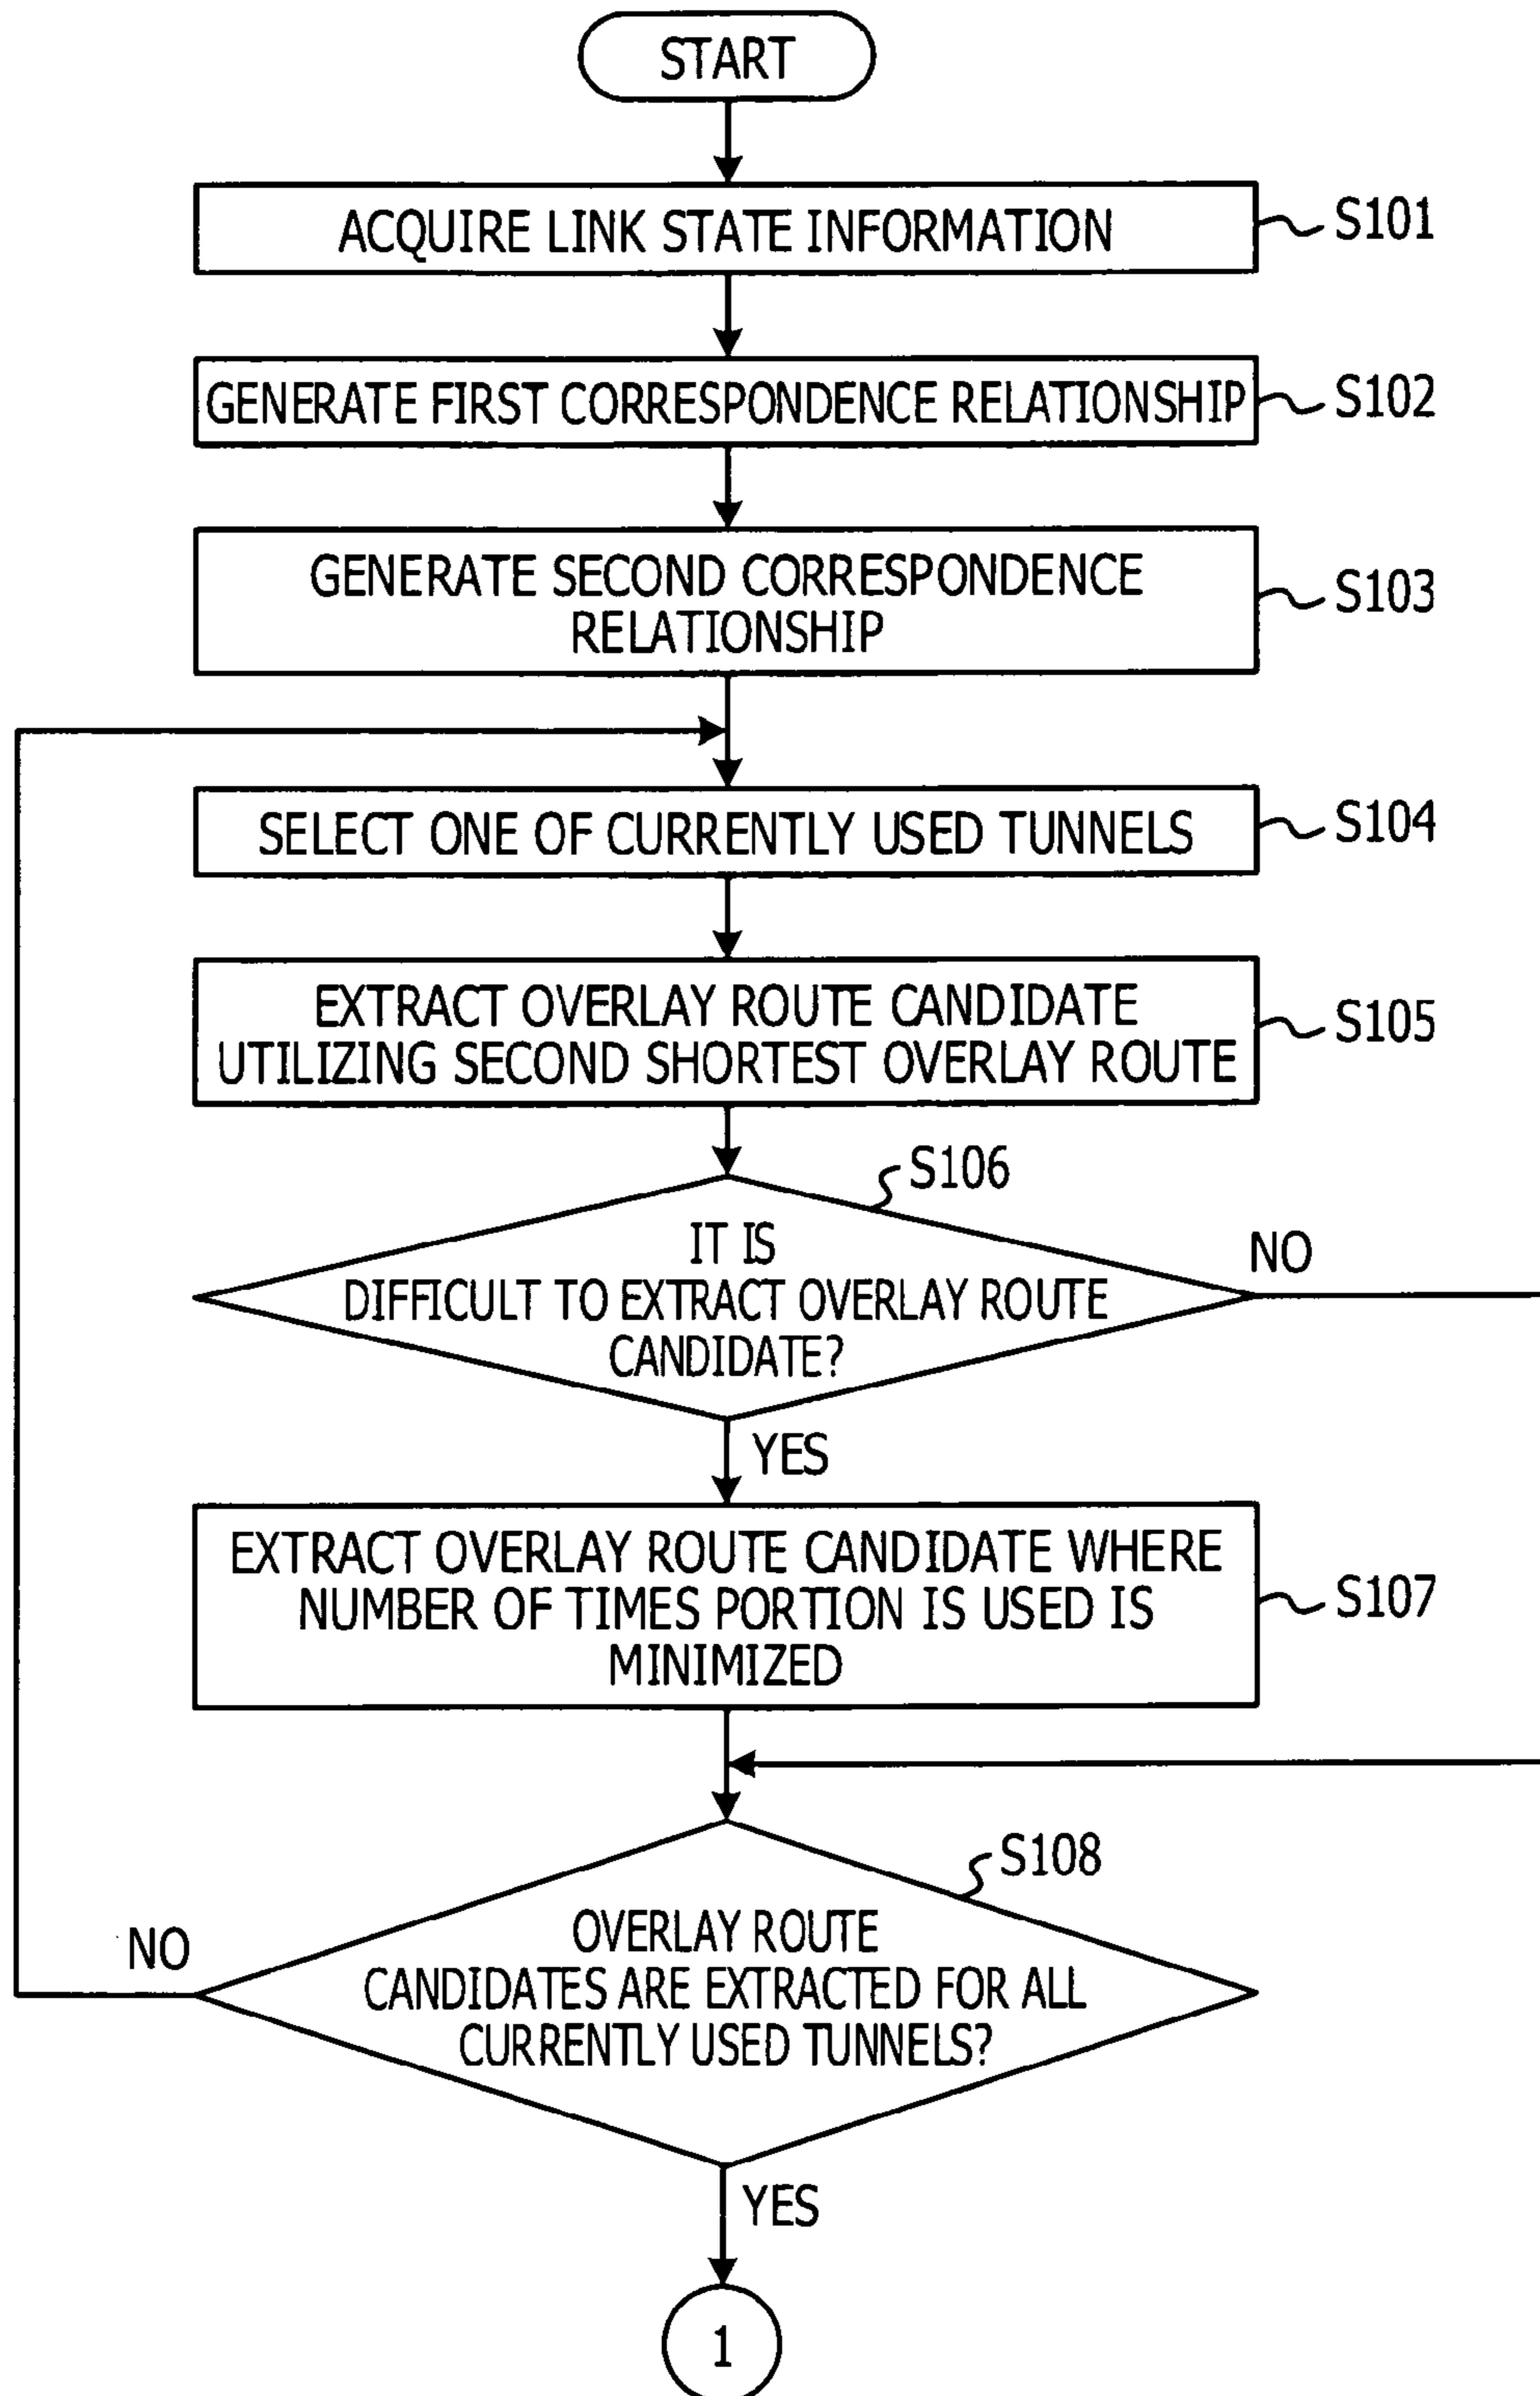 START
ACQUIRE LINK STATE INFORMATION
S101
GENERATE FIRST CORRESPONDENCE RELATIONSHIP
S102
GENERATE SECOND CORRESPONDENCE
RELATIONSHIP
S103
SELECT ONE OF CURRENTLY USED TUNNELS
S104
EXTRACT OVERLAY ROUTE CANDIDATE
UTILIZING SECOND SHORTEST OVERLAY ROUTE
S105
S106
IT IS
DIFFICULT TO EXTRACT OVERLAY ROUTE
CANDIDATE?
NO
YES
EXTRACT OVERLAY ROUTE CANDIDATE WHERE
NUMBER OF TIMES PORTION IS USED IS
MINIMIZED
S107
S108
OVERLAY ROUTE
CANDIDATES ARE EXTRACTED FOR ALL
CURRENTLY USED TUNNELS?
NO
YES
1